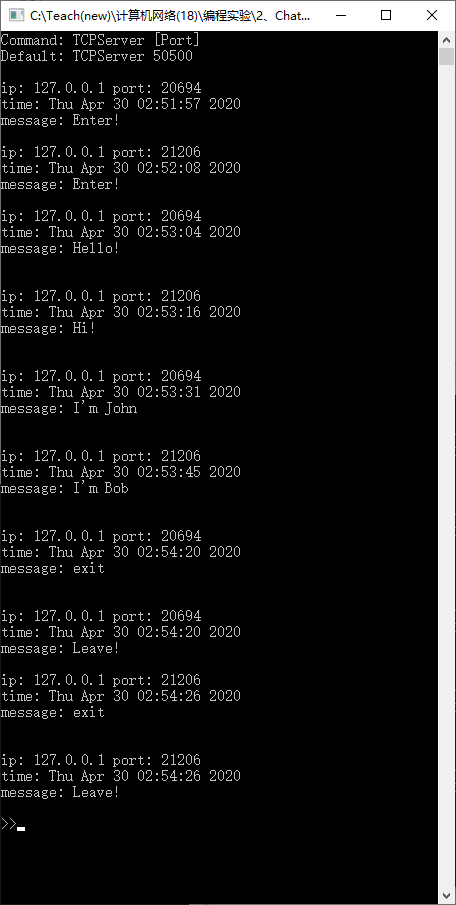 C:\Teach(new)\计算机网络(18)\编程实验\2、Chat...
Command: TCPServer [Port]
Default: TCPServer 50500
ip: 127.0.0.1 port: 20694
time: Thu Apr 30 02:51:57 2020
message: Enter!
ip: 127.0.0.1 port: 21206
time: Thu Apr 30 02:52:08 2020
message: Enter!
ip: 127.0.0.1 port: 20694
time: Thu Apr 30 02:53:04 2020
message: Hello!
ip: 127.0.0.1 port: 21206
time: Thu Apr 30 02:53:16 2020
message: Hi!
ip: 127.0.0.1 port: 20694
time: Thu Apr 30 02:53:31 2020
message: I'm John
ip: 127.0.0.1 port: 21206
time: Thu Apr 30 02:53:45 2020
message: I'm Bob
ip: 127.0.0.1 port: 20694
time: Thu Apr 30 02:54:20 2020
message: exit
ip: 127.0.0.1 port: 20694
time: Thu Apr 30 02:54:20 2020
message: Leave!
ip: 127.0.0.1 port: 21206
time: Thu Apr 30 02:54:26 2020
message: exit
ip: 127.0.0.1 port: 21206
time: Thu Apr 30 02:54:26 2020
message: Leave!
>>